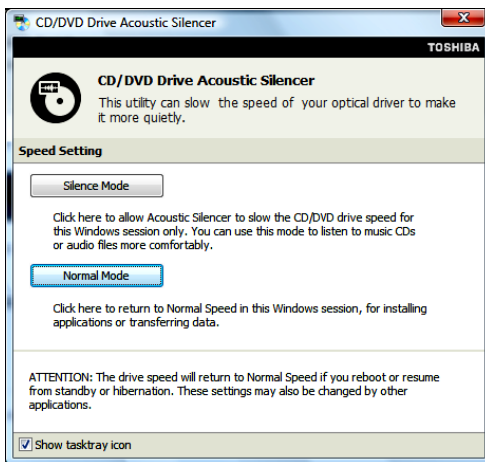 CD/DVD Drive Acoustic Silencer
TOSHIBA
CD/DVD Drive Acoustic Silencer
This utility can slow the speed of your optical driver to make
it more quietly.
Speed Setting
Silence Mode
Click here to allow Acoustic Silencer to slow the CD/DVD drive speed for
this Windows session only. You can use this mode to listen to music CDs
or audio files more comfortably.
Normal Mode
Click here to return to Normal Speed in this Windows session, for installing
applications or transferring data.
ATTENTION: The drive speed will return to Normal Speed if you reboot or resume
from standby or hibernation. These settings may also be changed by other
applications.
Show tasktray icon